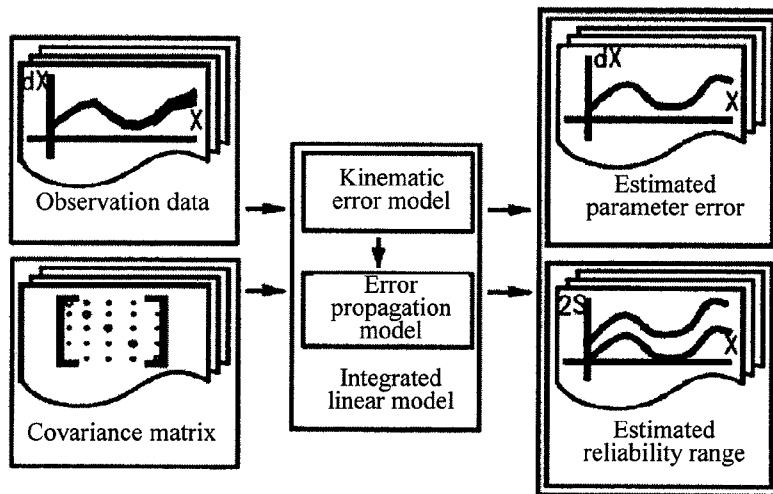 dX
X
Observation data
Covariance matrix
Kinematic
error model
Error
propagation
model
Integrated
linear model
dX
X
Estimated
parameter error
2S
X
Estimated
reliability range